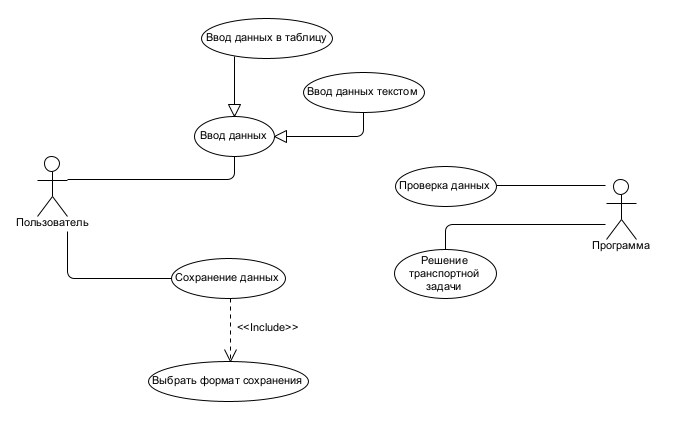 Ввод данных в таблицу
Ввод данных текстом
Ввод данных
Проверка данных
Пользователь
Программа
Решение
транспортной
задачи
Сохранение данных
<<Include>>
Выбрать формат сохранения